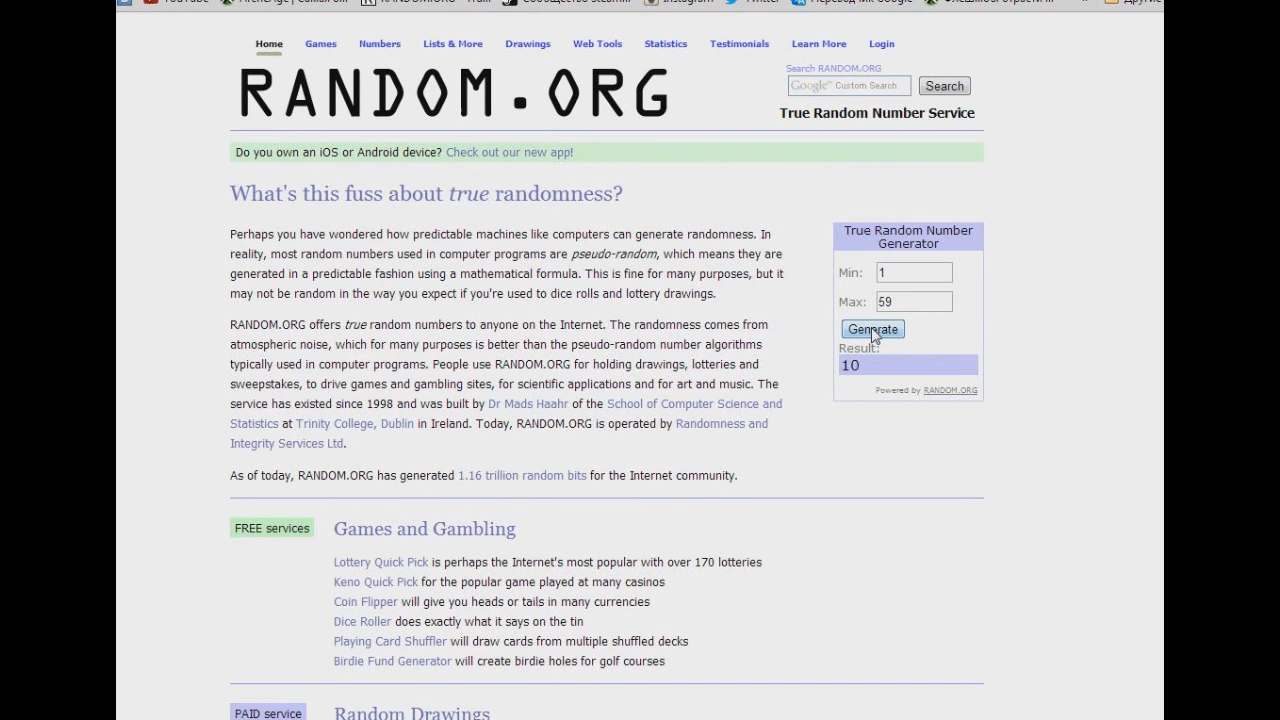 YouTube
Instagram
Twitter
Home Games Numbers Lists & More Drawings Web Tools Statistics Testimonials Learn More Login
RANDOM.ORG
Search RANDOM.ORG
Google™ Custom Search Search
True Random Number Service
Do you own an iOS or Android device? Check out our new app!
What's this fuss about true randomness?
Perhaps you have wondered how predictable machines like computers can generate randomness. In
reality, most random numbers used in computer programs are pseudo-random, which means they are
generated in a predictable fashion using a mathematical formula. This is fine for many purposes, but it
may not be random in the way you expect if you're used to dice rolls and lottery drawings.
RANDOM.ORG offers true random numbers to anyone on the Internet. The randomness comes from
atmospheric noise, which for many purposes is better than the pseudo-random number algorithms
typically used in computer programs. People use RANDOM.ORG for holding drawings, lotteries and
sweepstakes, to drive games and gambling sites, for scientific applications and for art and music. The
service has existed since 1998 and was built by Dr Mads Haahr of the School of Computer Science and
Statistics at Trinity College, Dublin in Ireland. Today, RANDOM.ORG is operated by Randomness and
Integrity Services Ltd.
As of today, RANDOM.ORG has generated 1.16 trillion random bits for the Internet community.
True Random Number
Generator
Min: 1
Max: 59
Generate
Result:
10
Powered by RANDOM.ORG
FREE services
Games and Gambling
Lottery Quick Pick is perhaps the Internet's most popular with over 170 lotteries
Keno Quick Pick for the popular game played at many casinos
Coin Flipper will give you heads or tails in many currencies
Dice Roller does exactly what it says on the tin
Playing Card Shuffler will draw cards from multiple shuffled decks
Birdie Fund Generator will create birdie holes for golf courses
PAID service
Random Drawings